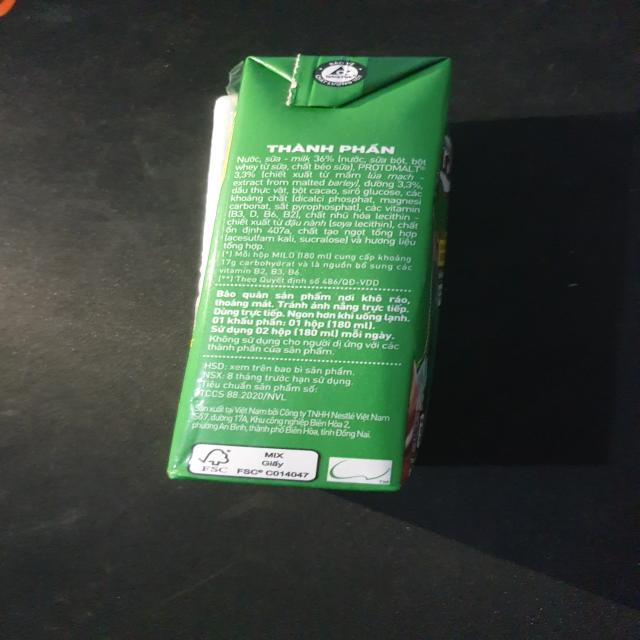 BẢO VỆ
THÀNH PHẦN
Nước, sữa - milk 36% (nước, sữa bột, bột
whey từ sữa, chất béo sữa), PROTOMALT®
3,3% (chiết xuất từ mầm lúa mạch -
extract from malted barley), đường 3,3%,
dầu thực vật, bột cacao, sirô glucose, các
khoáng chất (dicalci phosphat, magnesi
carbonat, sắt pyrophosphat), các vitamin
(B3, D, B6, B2), chất nhũ hóa lecithin -
chiết xuất từ đậu nành (soya lecithin), chất
ổn định 407a, chất tạo ngọt tổng hợp
(acesulfam kali, sucralose) và hương liệu
tổng hợp.
(*) Mỗi hộp MILO (180 ml) cung cấp khoảng
17g carbohydrat và là nguồn bổ sung các
vitamin B2, B3, B6.
(**) Theo Quyết định số 486/QĐ-VDD
Bảo quản sản phẩm nơi khô ráo,
thoáng mát. Tránh ánh nắng trực tiếp.
Dùng trực tiếp. Ngon hơn khi uống lạnh.
01 khẩu phần: 01 hộp (180 ml).
Sử dụng 02 hộp (180 ml) mỗi ngày.
Không sử dụng cho người dị ứng với các
thành phần của sản phẩm.
HSD: xem trên bao bì sản phẩm.
NSX: 8 tháng trước hạn sử dụng.
Tiêu chuẩn sản phẩm số:
TCCS 88.2020/NVL
Sản xuất tại Việt Nam bởi Công ty TNHH Nestlé Việt Nam
Số 7, đường 17A, Khu công nghiệp Biên Hòa 2,
phường An Bình, thành phố Biên Hòa, tỉnh Đồng Nai.
FSC
MIX
Giấy
FSC® C014047